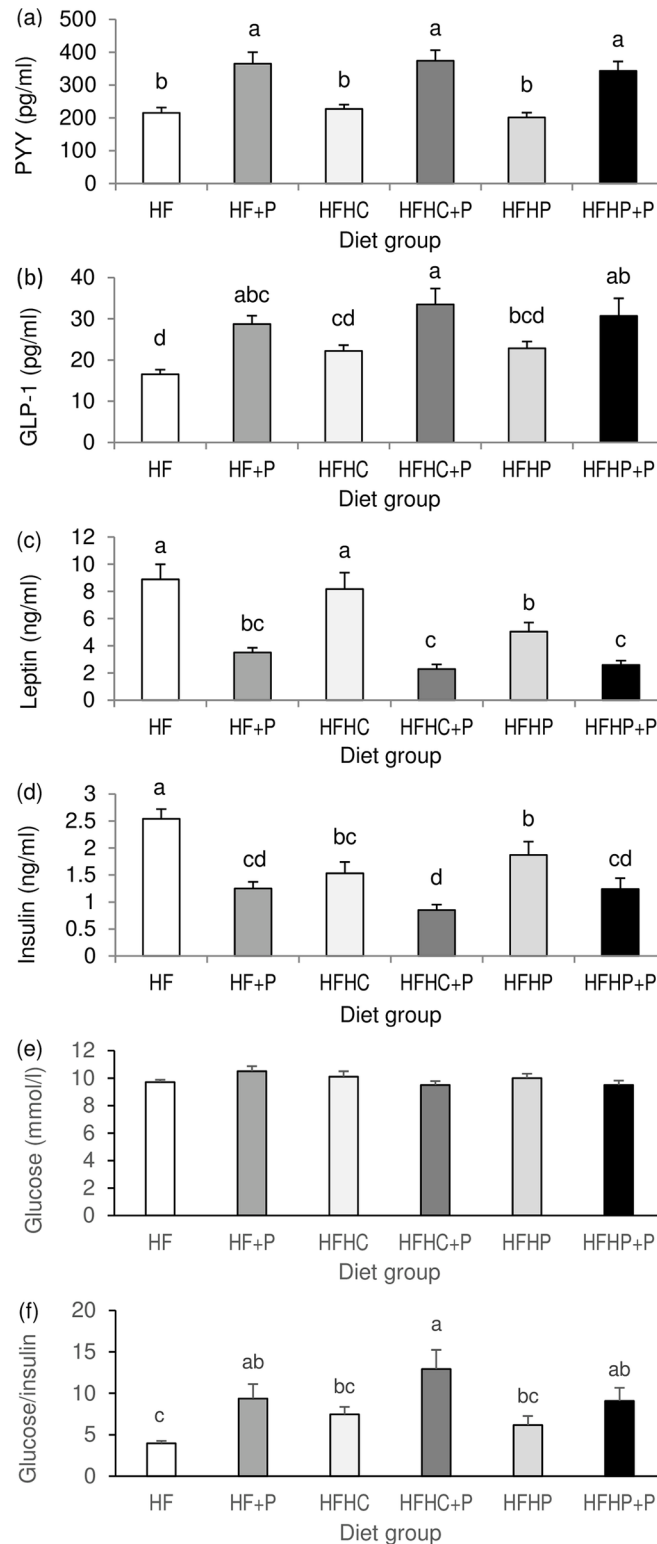 (a)
PYY (pg/ml)
500
400
300
200
100
0
b
a
b
a
b
a
HF HF+P HFHC HFHC+P HFHP HFHP+P
Diet group
(b)
GLP-1 (pg/ml)
40
30
20
10
0
d
abc
cd
a
bcd
ab
HF HF+P HFHC HFHC+P HFHP HFHP+P
Diet group
(c)
Leptin (ng/ml)
12
10
8
6
4
2
0
a
bc
a
c
b
c
HF HF+P HFHC HFHC+P HFHP HFHP+P
Diet group
(d)
Insulin (ng/ml)
3
2.5
2
1.5
1
0.5
0
a
cd
bc
d
b
cd
HF HF+P HFHC HFHC+P HFHP HFHP+P
Diet group
(e)
Glucose (mmol/l)
12
10
8
6
4
2
0
HF HF+P HFHC HFHC+P HFHP HFHP+P
Diet group
(f)
Glucose/insulin
20
15
10
5
0
c
ab
bc
a
bc
ab
HF HF+P HFHC HFHC+P HFHP HFHP+P
Diet group